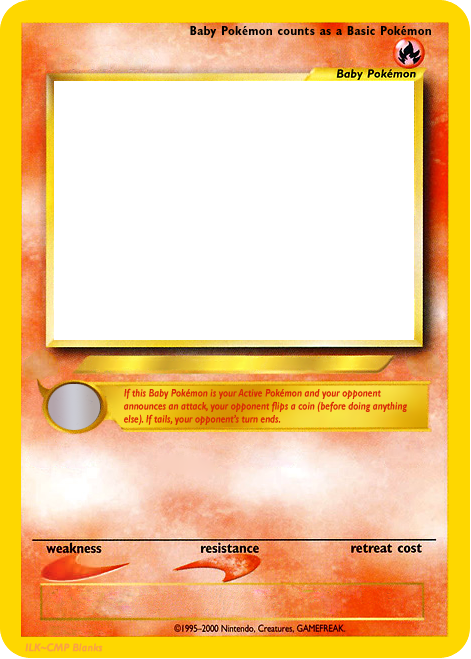 Baby Pokémon counts as a Basic Pokémon
Baby Pokémon
If this Baby Pokémon is your Active Pokémon and your opponent
announces an attack, your opponent flips a coin (before doing anything
else). If tails, your opponent's turn ends.
weakness resistance retreat cost
©1995-2000 Nintendo, Creatures, GAMEFREAK.
ILK~CMP Blanks